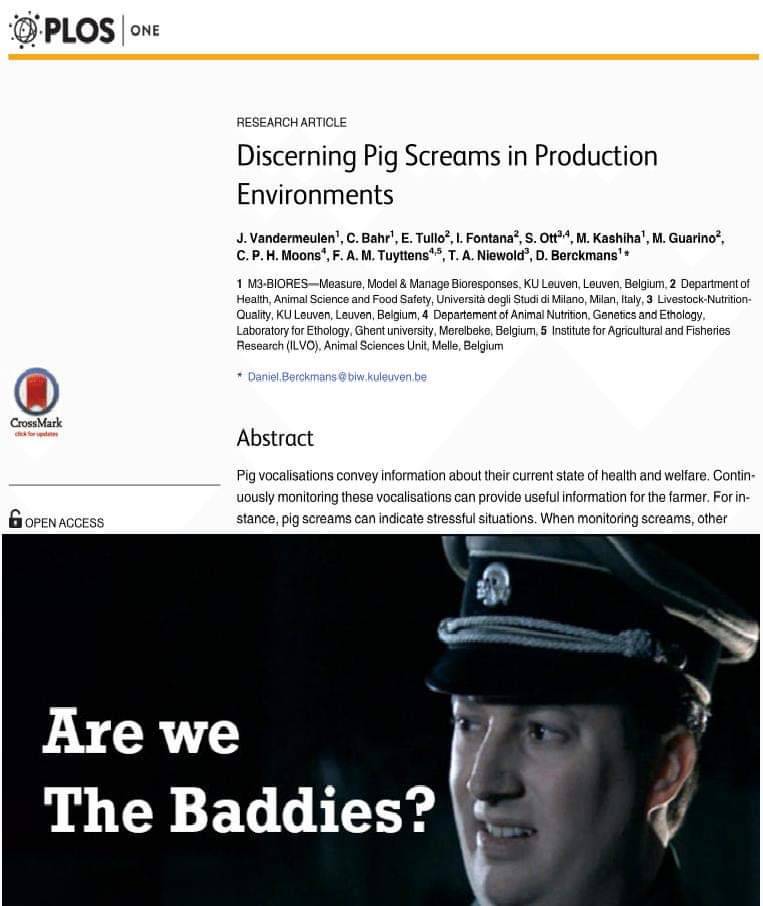 PLOS ONE
RESEARCH ARTICLE
Discerning Pig Screams in Production
Environments
J. Vandermeulen1, C. Bahr1, E. Tullo2, I. Fontana2, S. Ott3,4, M. Kashiha1, M. Guarino2,
C. P. H. Moons4, F. A. M. Tuyttens4,5, T. A. Niewold3, D. Berckmans1*
1 M3-BIORES—Measure, Model & Manage Bioresponses, KU Leuven, Leuven, Belgium, 2 Department of
Health, Animal Science and Food Safety, Università degli Studi di Milano, Milan, Italy, 3 Livestock-Nutrition-
Quality, KU Leuven, Leuven, Belgium, 4 Departement of Animal Nutrition, Genetics and Ethology,
Laboratory for Ethology, Ghent university, Merelbeke, Belgium, 5 Institute for Agricultural and Fisheries
Research (ILVO), Animal Sciences Unit, Melle, Belgium
* Daniel.Berckmans@biw.kuleuven.be
CrossMark
click for updates
Abstract
Pig vocalisations convey information about their current state of health and welfare. Contin-
uously monitoring these vocalisations can provide useful information for the farmer. For in-
stance, pig screams can indicate stressful situations. When monitoring screams, other
OPEN ACCESS
Are we
The Baddies?